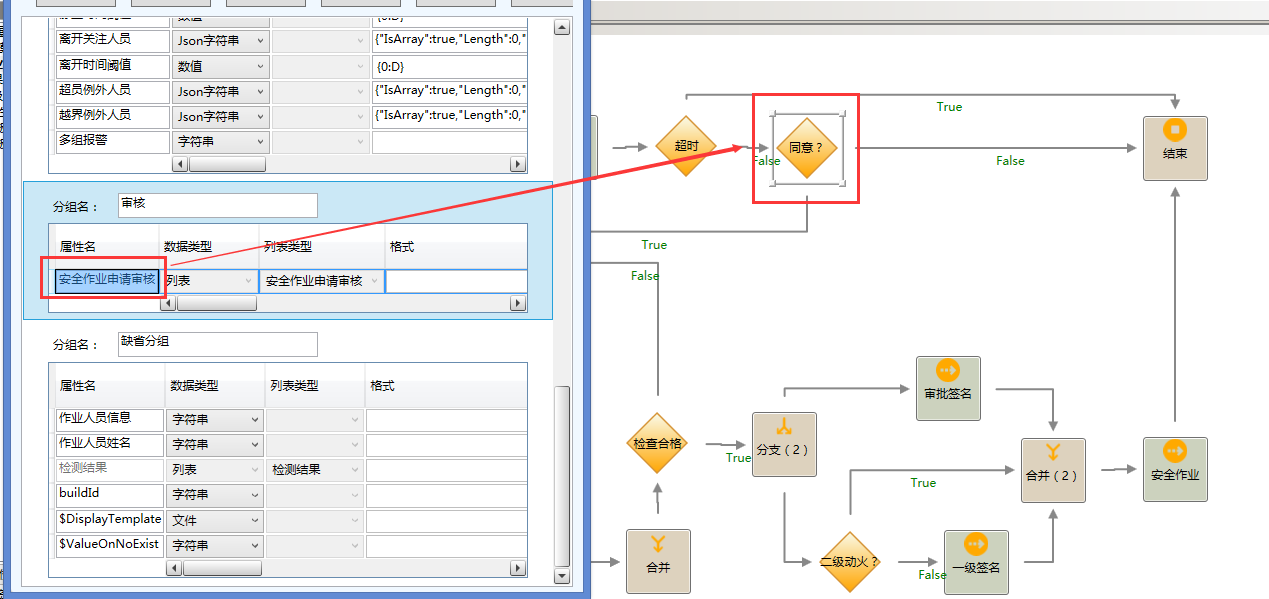 数值
{0:D}
离开关注人员 Json字符串 {"IsArray":true,"Length":0,"
离开时间阈值 数值 {0:D}
超员例外人员 Json字符串 {"IsArray":true,"Length":0,"
越界例外人员 Json字符串 {"IsArray":true,"Length":0,"
多组报警 字符串
分组名： 审核
属性名 数据类型 列表类型 格式
安全作业申请审核 列表 安全作业申请审核
分组名： 缺省分组
属性名 数据类型 列表类型 格式
作业人员信息 字符串
作业人员姓名 字符串
检测结果 列表 检测结果
buildId 字符串
$DisplayTemplate 文件
$ValueOnNoExist 字符串
True
超时
False
同意？
False
结束
True
False
审批签名
检查合格
True
分支（2）
合并（2）
安全作业
True
合并
二级动火？
False
一级签名